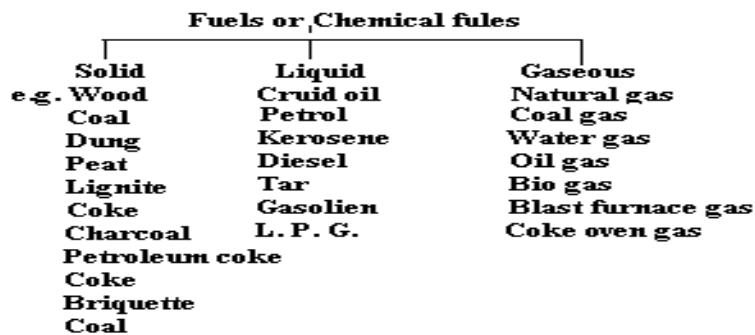 Fuels or Chemical fules
Solid Liquid Gaseous
e.g. Wood Cruid oil Natural gas
Coal Petrol Coal gas
Dung Kerosene Water gas
Peat Diesel Oil gas
Lignite Tar Bio gas
Coke Gasolien Blast furnace gas
Charcoal L. P. G. Coke oven gas
Petroleum coke
Coke
Briquette
Coal